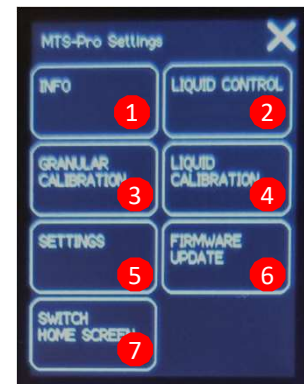 MTS-Pro Settings
INFO
1
LIQUID CONTROL
2
GRANULAR
CALIBRATION
3
LIQUID
CALIBRATION
4
SETTINGS
5
FIRMWARE
UPDATE
6
SWITCH
HOME SCREEN
7